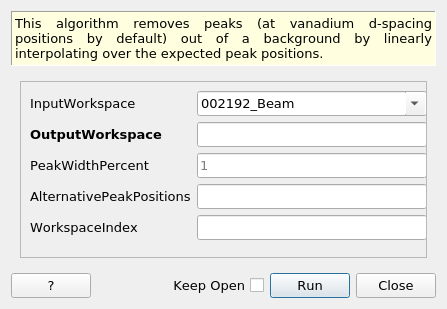 This algorithm removes peaks (at vanadium d-spacing
positions by default) out of a background by linearly
interpolating over the expected peak positions.
InputWorkspace 002192_Beam
OutputWorkspace
PeakWidthPercent 1
AlternativePeakPositions
WorkspaceIndex
? Keep Open Run Close